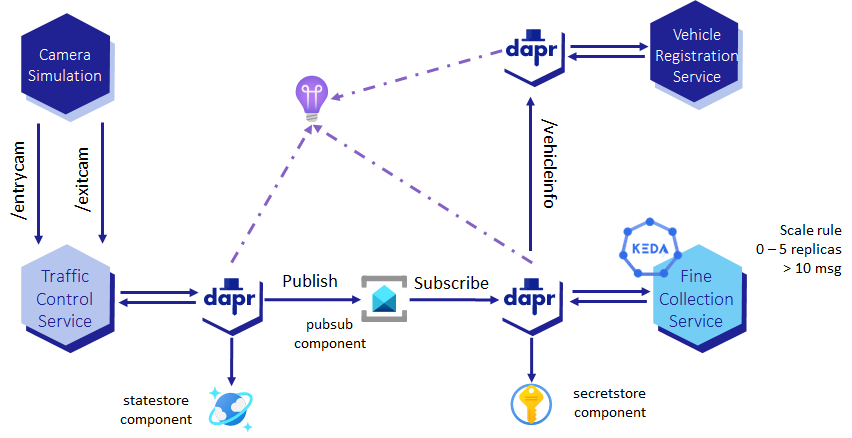 Camera
Simulation
dapr
Vehicle
Registration
Service
/entrycam
/exitcam
/vehicleinfo
KEDA
Scale rule
0 – 5 replicas
> 10 msg
Traffic
Control
Service
dapr
Publish
pubsub
component
Subscribe
dapr
Fine
Collection
Service
statestore
component
secretstore
component